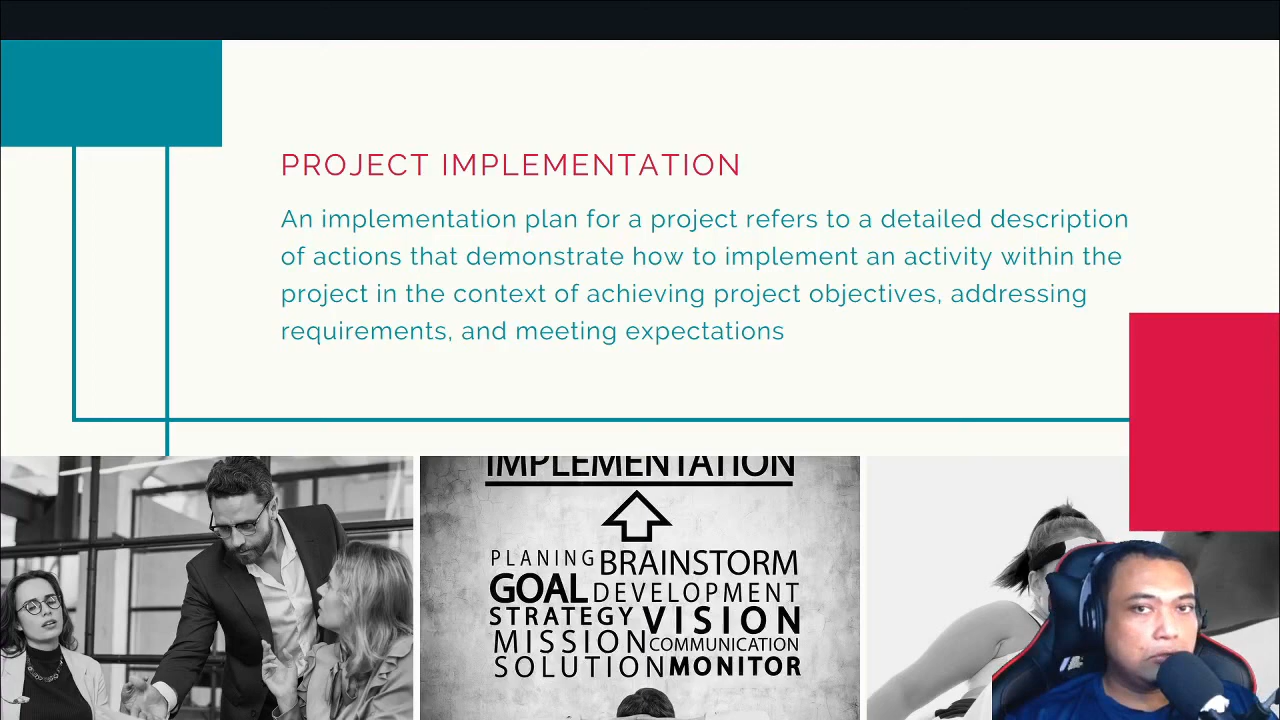 PROJECT IMPLEMENTATION
An implementation plan for a project refers to a detailed description
of actions that demonstrate how to implement an activity within the
project in the context of achieving project objectives, addressing
requirements, and meeting expectations
IMPLEMENTATION
PLANING BRAINSTORM
GOAL DEVELOPMENT
STRATEGY VISION
MISSION COMMUNICATION
SOLUTION MONITOR